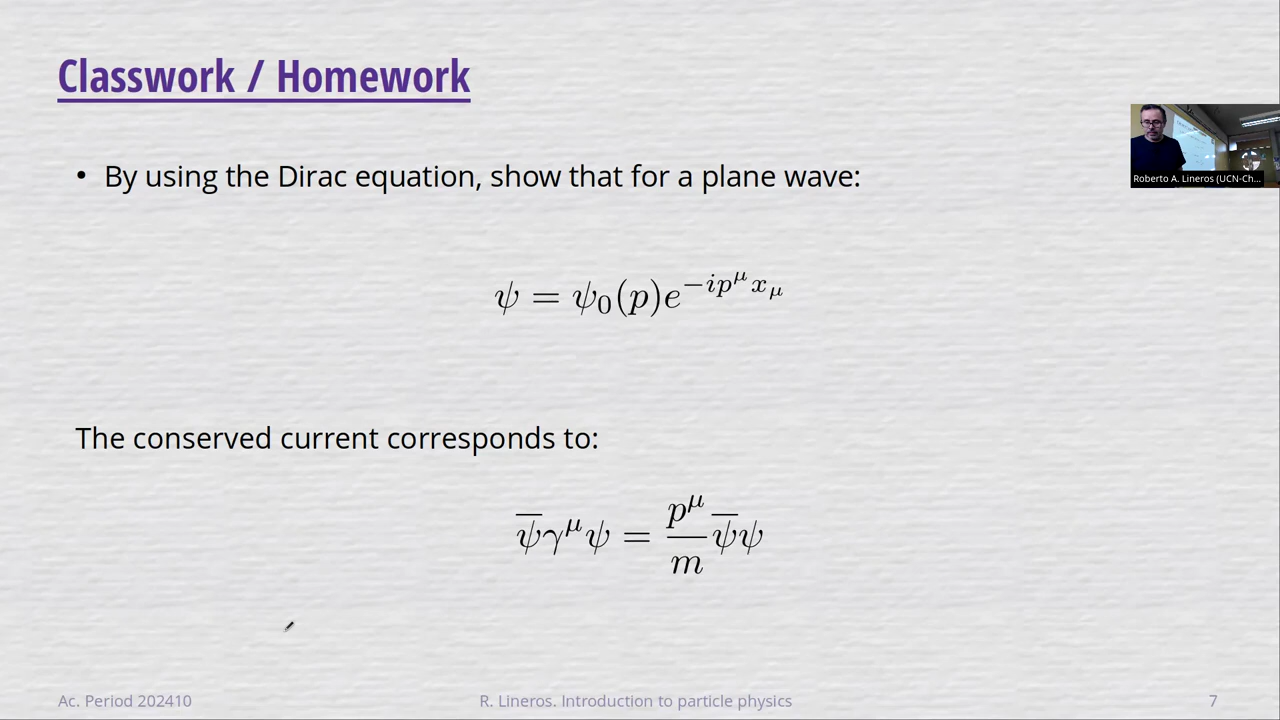 Classwork / Homework
• By using the Dirac equation, show that for a plane wave:
ψ = ψ₀(p)e^{−ip^μ x_μ}
Roberto A. Lineros (UCN-Ch...
The conserved current corresponds to:
ψ̅γ^μψ = \frac{p^μ}{m} ψ̅ψ
Ac. Period 202410
R. Lineros. Introduction to particle physics
7